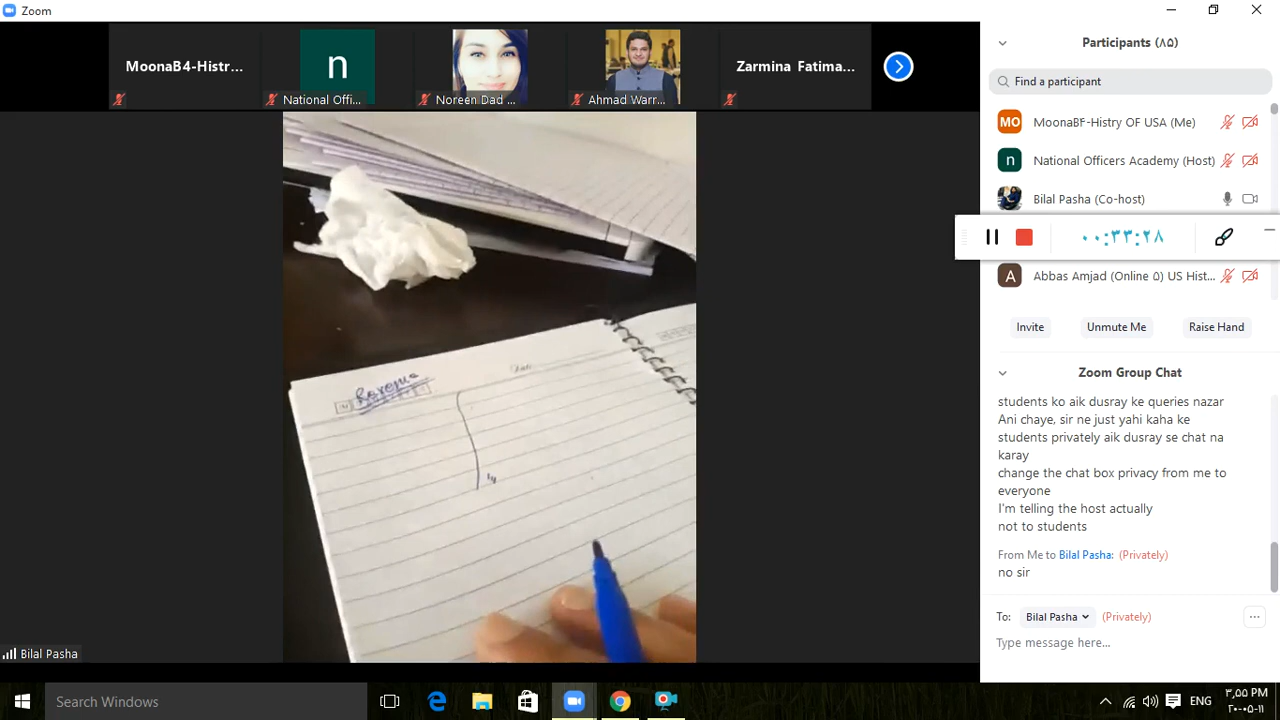 Zoom
MoonaB4-Histr...
n
National Offi...
Noreen Dad ...
Ahmad Warr...
Zarmina Fatima...
Bilal Pasha
Participants (۸۵)
Find a participant
MO
MoonaB۴-Histry OF USA (Me)
n
National Officers Academy (Host)
Bilal Pasha (Co-host)
۰۰:۳۳:۲۸
A
Abbas Amjad (Online ۵) US Hist...
Invite
Unmute Me
Raise Hand
Zoom Group Chat
students ko aik dusray ke queries nazar
Ani chaye, sir ne just yahi kaha ke
students privately aik dusray se chat na
karay
change the chat box privacy from me to
everyone
I'm telling the host actually
not to students
From Me to Bilal Pasha: (Privately)
no sir
To: Bilal Pasha (Privately)
...
Type message here...
Search Windows
ENG
۳,۵۵ PM